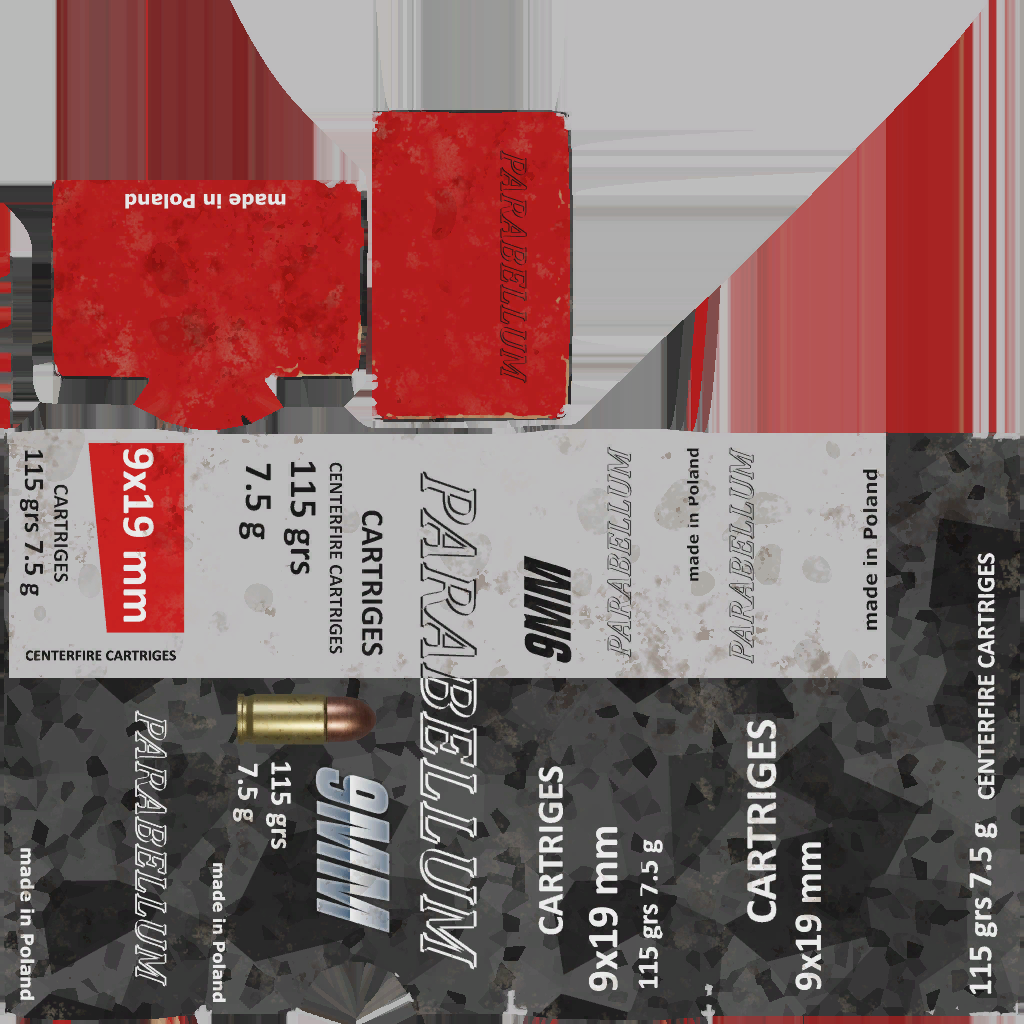 made in Poland
PARABELLUM
115 grs 7.5 g
CARTRIGES
9x19 mm
CENTERFIRE CARTRIGES
7.5 g
115 grs
CENTERFIRE CARTRIGES
CARTRIGES
PARABELLUM
9MM
PARABELLUM
made in Poland
PARABELLUM
made in Poland
made in Poland
PARABELLUM
made in Poland
115 grs
7.5 g
9MM
CARTRIGES
9x19 mm
115 grs 7.5 g
CARTRIGES
9x19 mm
115 grs 7.5 g
CENTERFIRE CARTRIGES